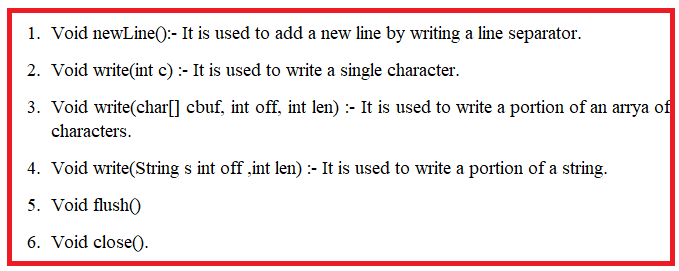 1. Void newLine():- It is used to add a new line by writing a line separator.
2. Void write(int c) :- It is used to write a single character.
3. Void write(char[] cbuf, int off, int len) :- It is used to write a portion of an arrya of
characters.
4. Void write(String s int off ,int len) :- It is used to write a portion of a string.
5. Void flush()
6. Void close().